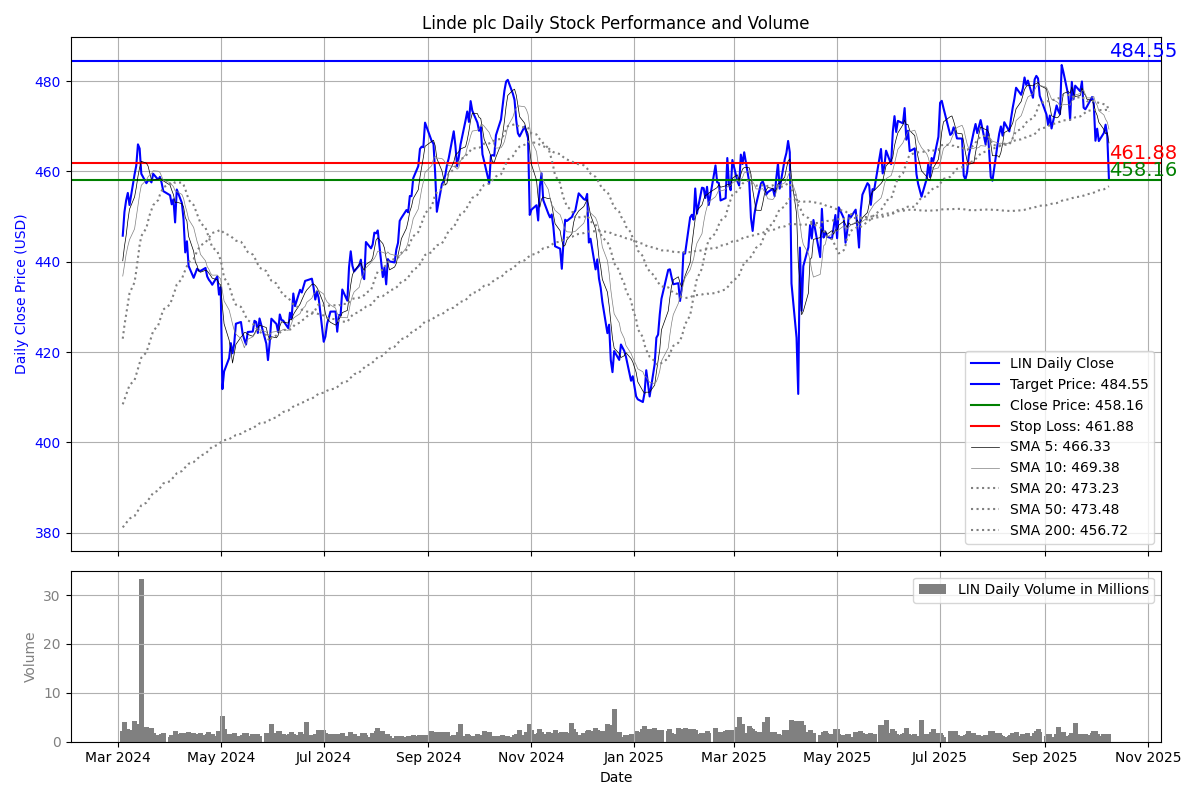 Linde plc Daily Stock Performance and Volume
484.55
480
461.88
460
458.16
440
420
400
380
Daily Close Price (USD)
LIN Daily Close
Target Price: 484.55
Close Price: 458.16
Stop Loss: 461.88
SMA 5: 466.33
SMA 10: 469.38
SMA 20: 473.23
SMA 50: 473.48
SMA 200: 456.72
LIN Daily Volume in Millions
30
20
10
0
Volume
Mar 2024 May 2024 Jul 2024 Sep 2024 Nov 2024 Jan 2025 Mar 2025 May 2025 Jul 2025 Sep 2025 Nov 2025
Date